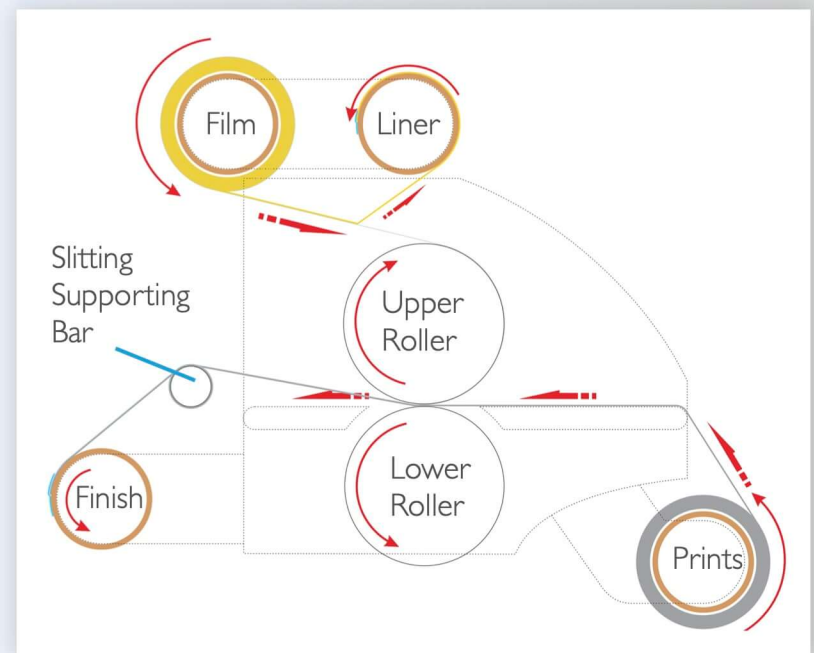 Film
Liner
Slitting
Supporting
Bar
Upper
Roller
Lower
Roller
Finish
Prints